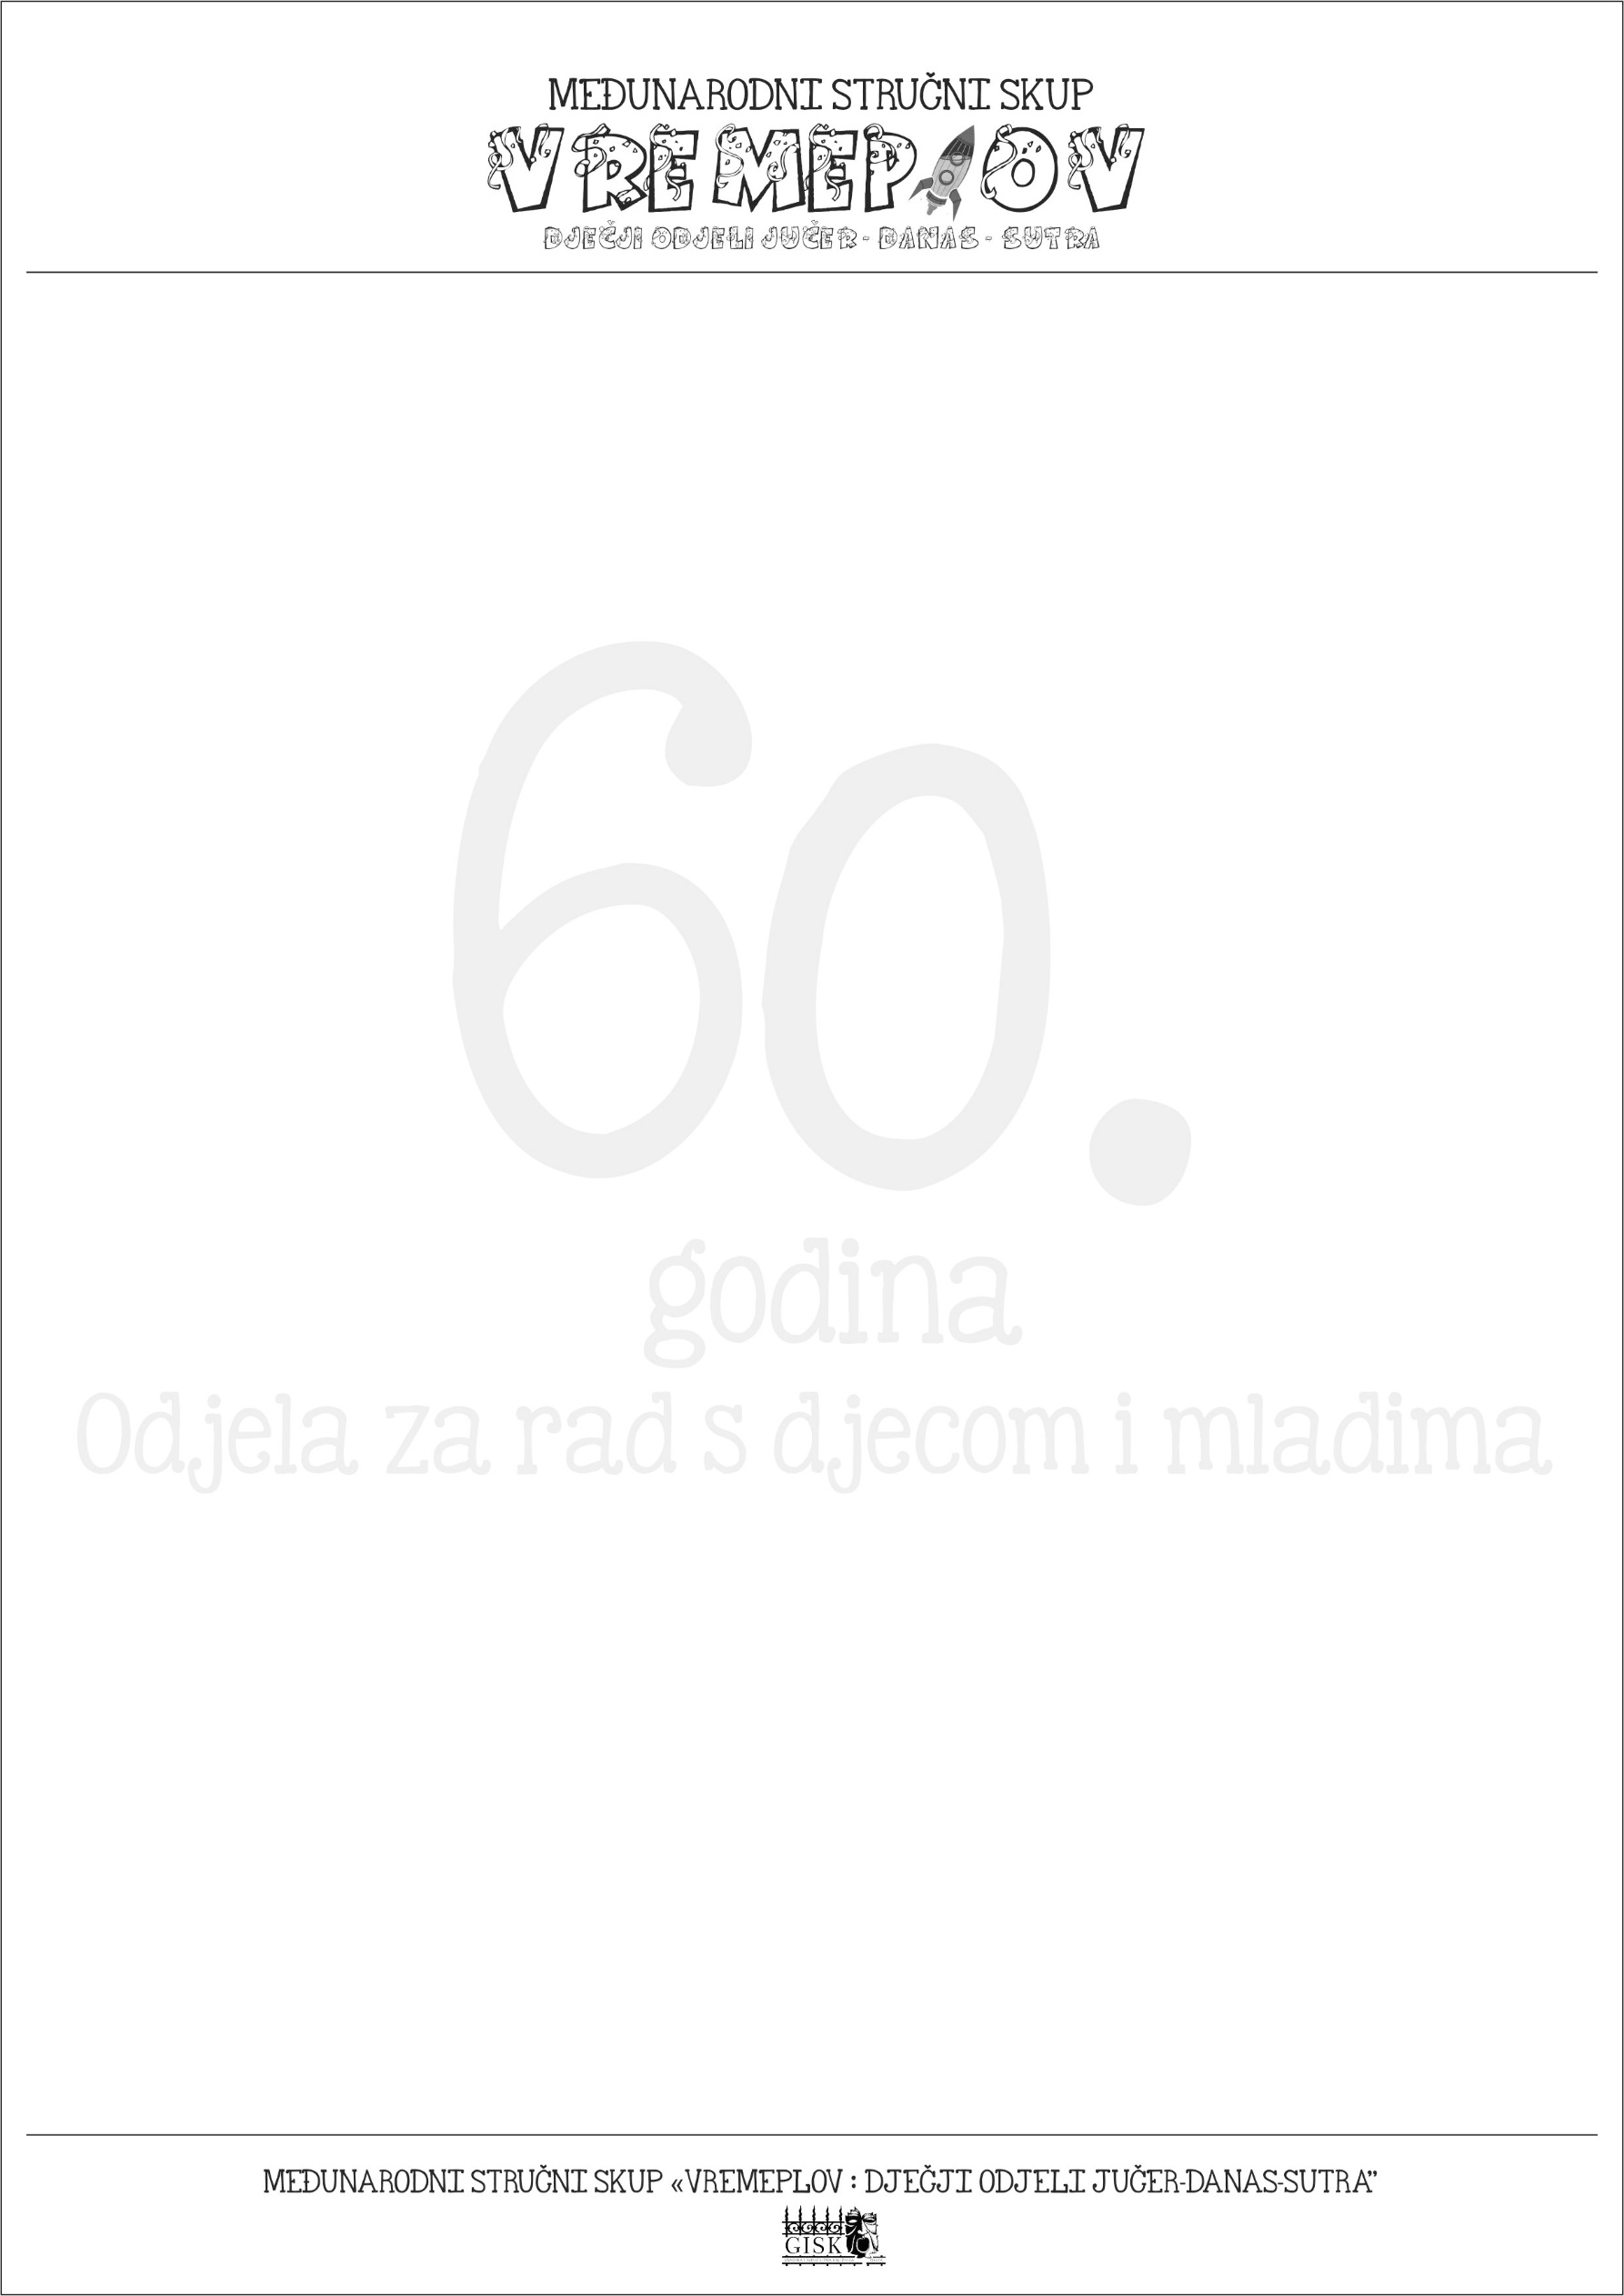 MEĐUNARODNI STRUČNI SKUP
VREMEPLOV
DJEČJI ODJELI JUČER - DANAS - SUTRA
60.
godina
Odjela za rad s djecom i mladima
MEĐUNARODNI STRUČNI SKUP «VREMEPLOV : DJEČJI ODJELI JUČER-DANAS-SUTRA”
GISKO